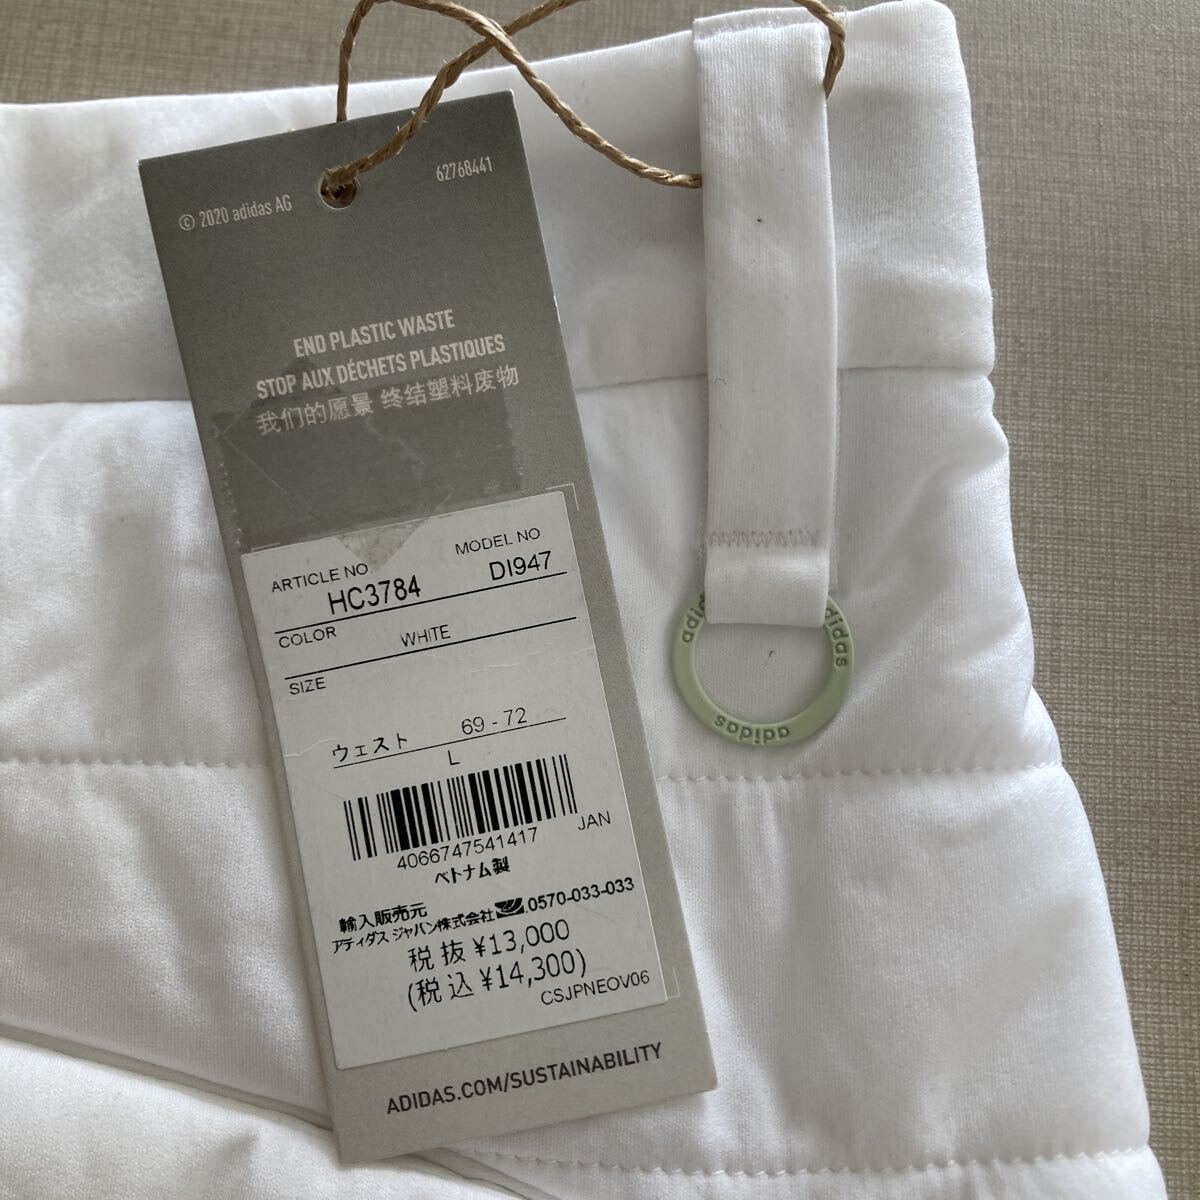 © 2020 adidas AG
62768441
END PLASTIC WASTE
STOP AUX DÉCHETS PLASTIQUES
我们的愿景 终结塑料废物
ARTICLE NO. MODEL NO.
HC3784 DI947
COLOR WHITE
SIZE
ウェスト 69 - 72
L
JAN
4066747541417
ベトナム製
輸入販売元
アディダス ジャパン株式会社 0570-033-033
税 抜 ¥13,000
(税 込 ¥14,300)
CSJPNEOV06
ADIDAS.COM/SUSTAINABILITY
adidas
adidas
adidas